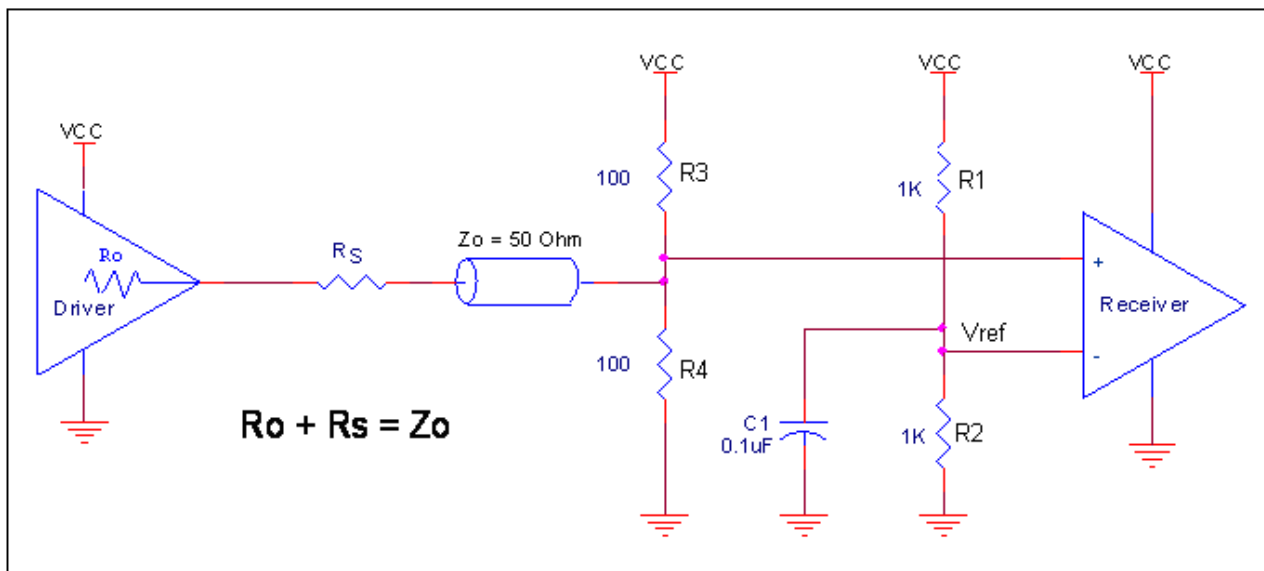 VCC
VCC
VCC
VCC
100
R3
1K
R1
Ro
Driver
RS
Zo = 50 Ohm
+
Receiver
Vref
-
100
R4
Ro + Rs = Zo
C1
0.1uF
1K
R2